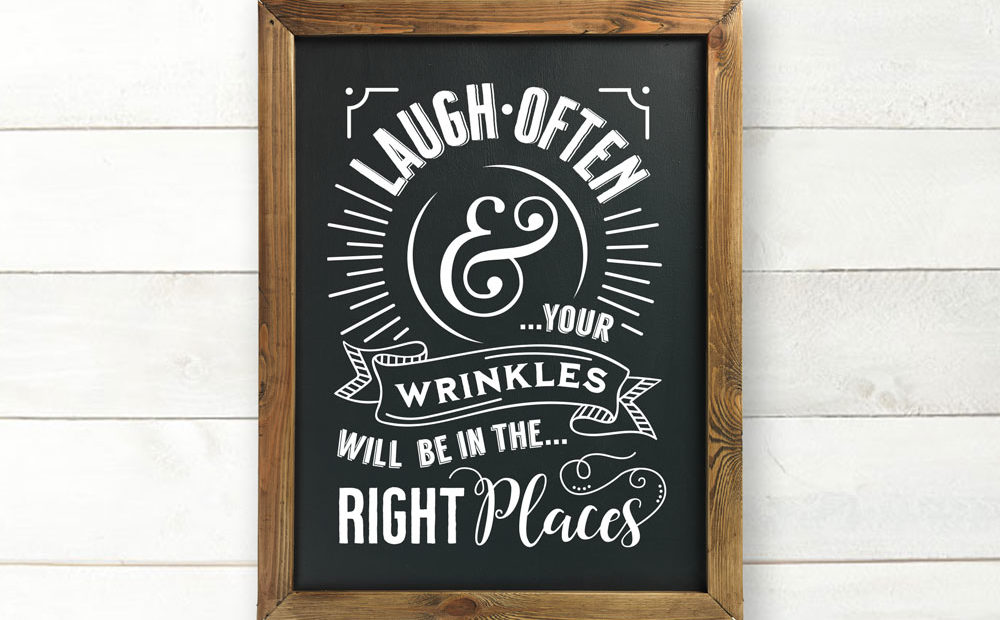 LAUGH · OFTEN
&
...YOUR
WRINKLES
WILL BE IN THE...
RIGHT Places